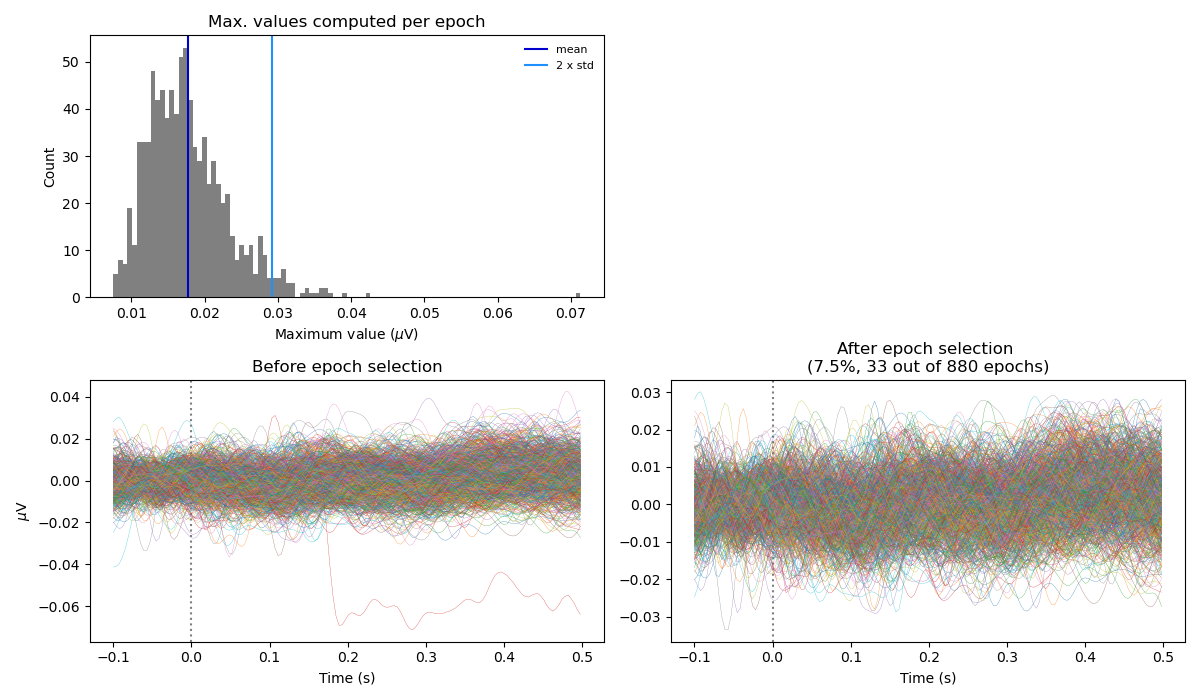 Max. values computed per epoch
Count
50
40
30
20
10
0
mean
2 x std
0.01 0.02 0.03 0.04 0.05 0.06 0.07
Maximum value (μV)
Before epoch selection
μV
0.04
0.02
0.00
−0.02
−0.04
−0.06
−0.1 0.0 0.1 0.2 0.3 0.4 0.5
Time (s)
After epoch selection
(7.5%, 33 out of 880 epochs)
0.03
0.02
0.01
0.00
−0.01
−0.02
−0.03
−0.1 0.0 0.1 0.2 0.3 0.4 0.5
Time (s)